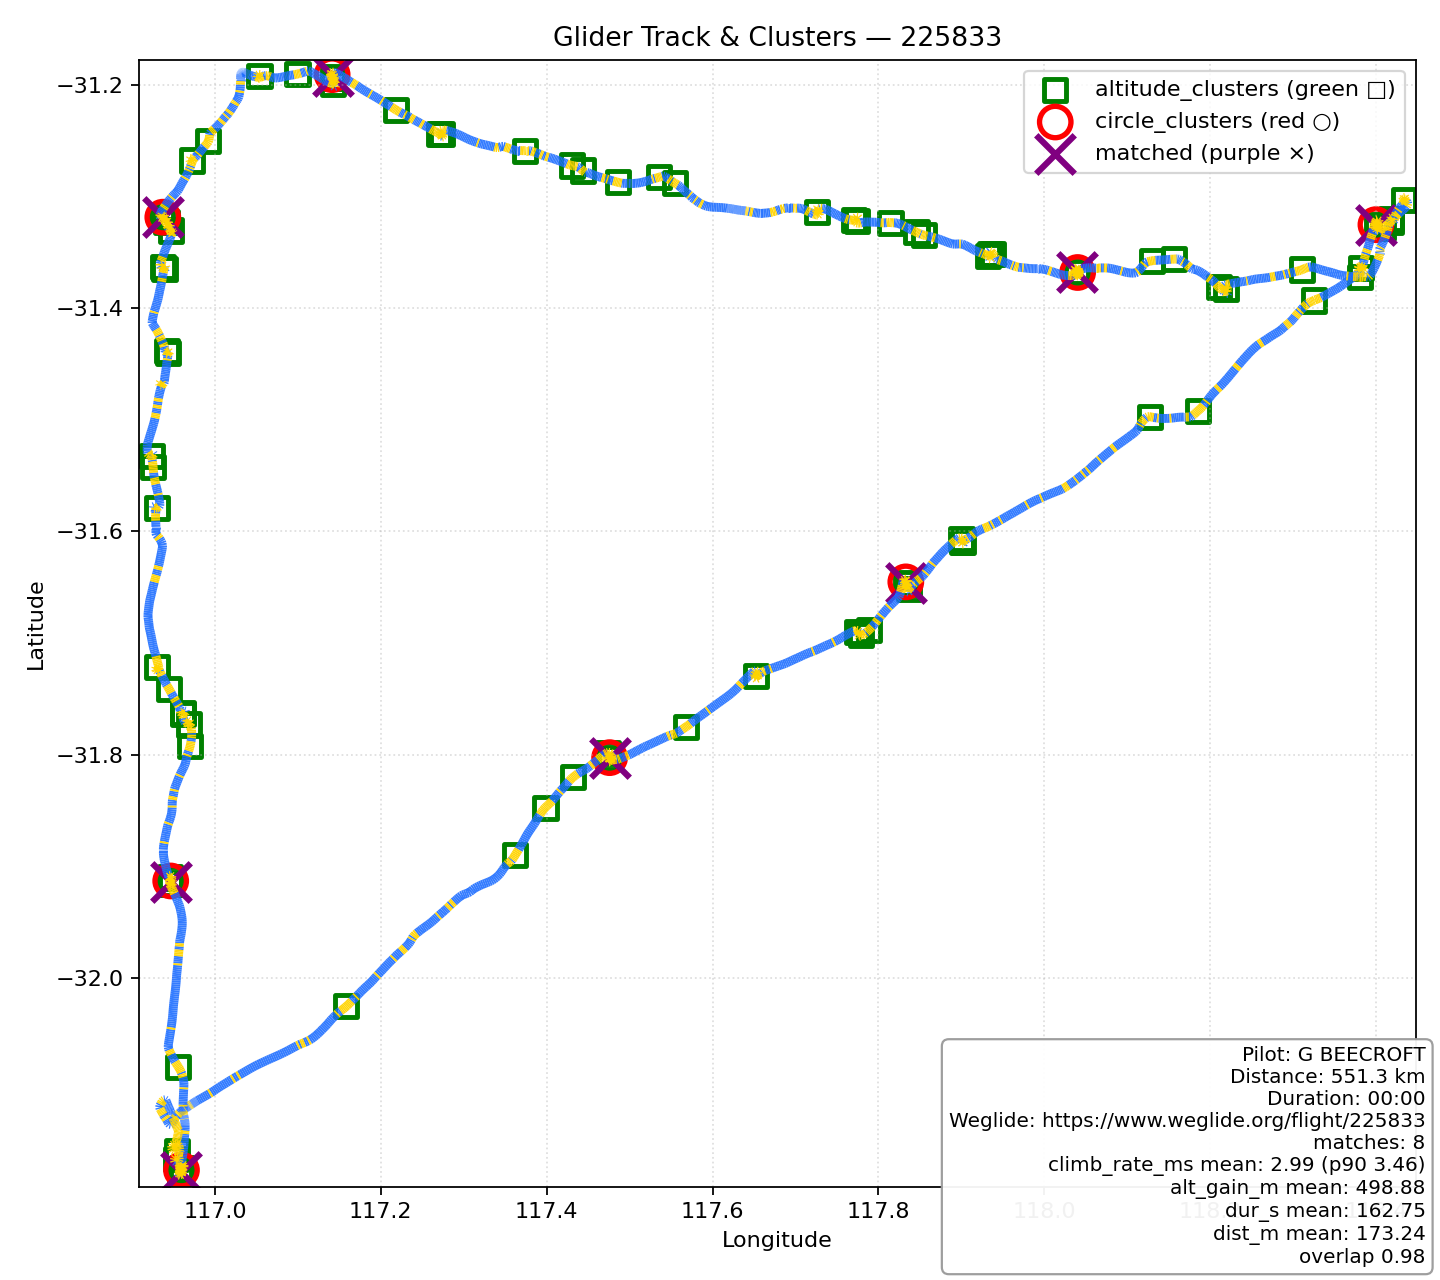 Glider Track & Clusters — 225833
altitude_clusters (green □)
circle_clusters (red ○)
matched (purple ×)
Latitude
−31.2
−31.4
−31.6
−31.8
−32.0
117.0
117.2
117.4
117.6
117.8
118.0
Longitude
Pilot: G BEECROFT
Distance: 551.3 km
Duration: 00:00
Weglide: https://www.weglide.org/flight/225833
matches: 8
climb_rate_ms mean: 2.99 (p90 3.46)
alt_gain_m mean: 498.88
dur_s mean: 162.75
dist_m mean: 173.24
overlap 0.98